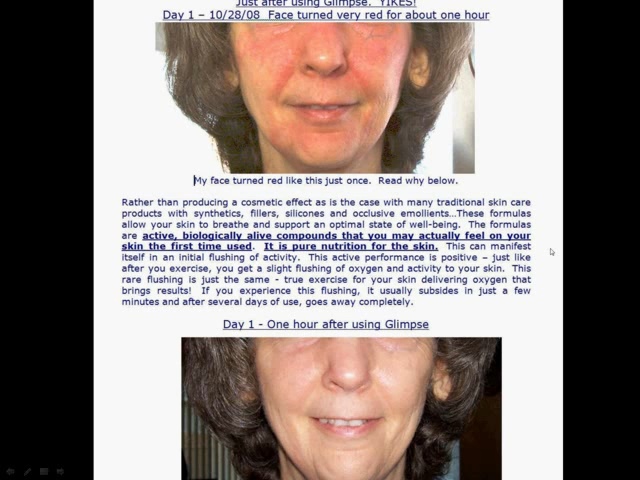 Just after using Glimpse.  YIKES!
Day 1 – 10/28/08  Face turned very red for about one hour
My face turned red like this just once.  Read why below.
Rather than producing a cosmetic effect as is the case with many traditional skin care
products with synthetics, fillers, silicones and occlusive emollients…These formulas
allow your skin to breathe and support an optimal state of well-being.  The formulas
are active, biologically alive compounds that you may actually feel on your
skin the first time used.  It is pure nutrition for the skin.  This can manifest
itself in an initial flushing of activity.  This active performance is positive – just like
after you exercise, you get a slight flushing of oxygen and activity to your skin.  This
rare flushing is just the same - true exercise for your skin delivering oxygen that
brings results!  If you experience this flushing, it usually subsides in just a few
minutes and after several days of use, goes away completely.
Day 1 - One hour after using Glimpse